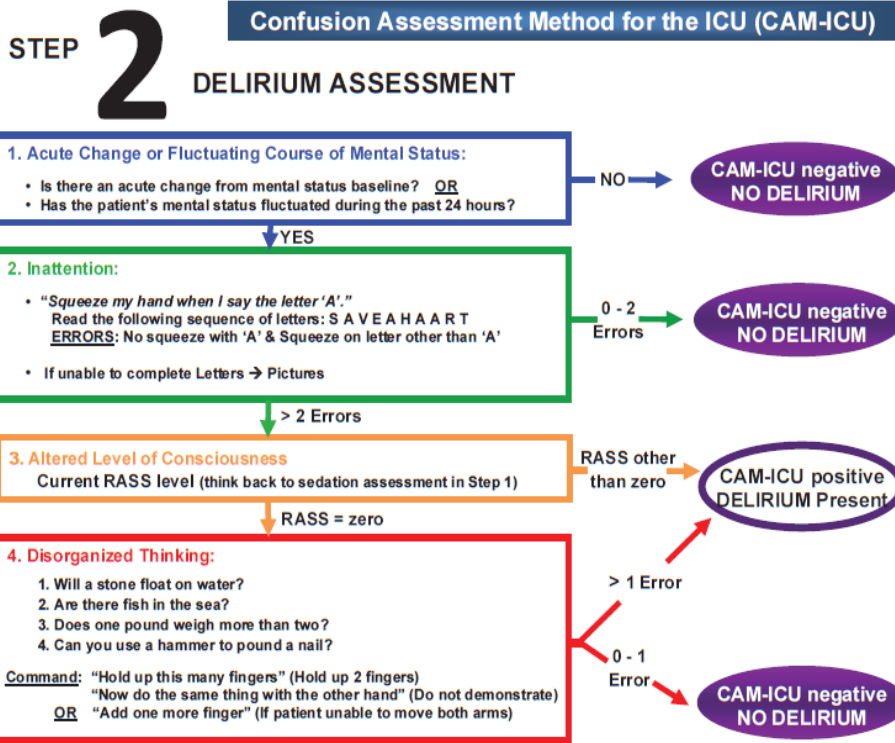 Confusion Assessment Method for the ICU (CAM-ICU)
STEP 2
DELIRIUM ASSESSMENT
1. Acute Change or Fluctuating Course of Mental Status:
• Is there an acute change from mental status baseline? OR
• Has the patient's mental status fluctuated during the past 24 hours?
NO
CAM-ICU negative
NO DELIRIUM
YES
2. Inattention:
• "Squeeze my hand when I say the letter 'A'."
Read the following sequence of letters: S A V E A H A A R T
ERRORS: No squeeze with 'A' & Squeeze on letter other than 'A'
• If unable to complete Letters → Pictures
0 - 2
Errors
CAM-ICU negative
NO DELIRIUM
> 2 Errors
3. Altered Level of Consciousness
Current RASS level (think back to sedation assessment in Step 1)
RASS other
than zero
CAM-ICU positive
DELIRIUM Present
RASS = zero
4. Disorganized Thinking:
1. Will a stone float on water?
2. Are there fish in the sea?
3. Does one pound weigh more than two?
4. Can you use a hammer to pound a nail?
Command: "Hold up this many fingers" (Hold up 2 fingers)
"Now do the same thing with the other hand" (Do not demonstrate)
OR "Add one more finger" (If patient unable to move both arms)
> 1 Error
0 - 1
Error
CAM-ICU negative
NO DELIRIUM